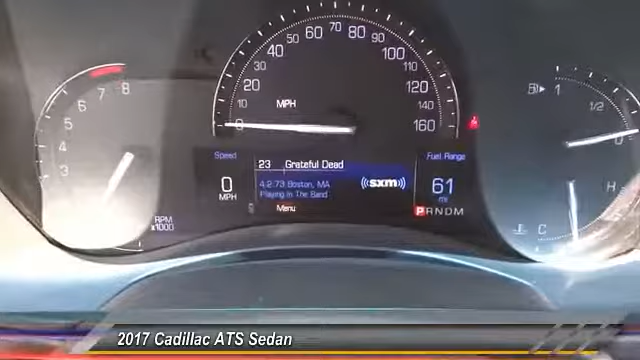 60 70 80
50 90
40 100
30 110
20 120
10 140
0 160
MPH
8
7
6
5
4
3
RPM
x1000
Speed
0
MPH
23 Grateful Dead
4.2.73 Boston, MA
Playing In The Band
Menu
((sxm))
Fuel Range
61
mi
PRNDM
1
1/2
0
H
C
2017 Cadillac ATS Sedan